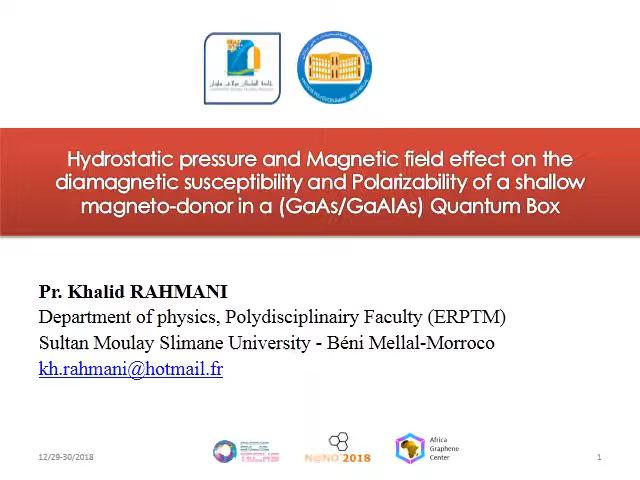 Hydrostatic pressure and Magnetic field effect on the
diamagnetic susceptibility and Polarizability of a shallow
magneto-donor in a (GaAs/GaAlAs) Quantum Box
Pr. Khalid RAHMANI
Department of physics, Polydisciplinairy Faculty (ERPTM)
Sultan Moulay Slimane University - Béni Mellal-Morroco
kh.rahmani@hotmail.fr
12/29-30/2018
N@NO'2018
Africa
Graphene
Center
1